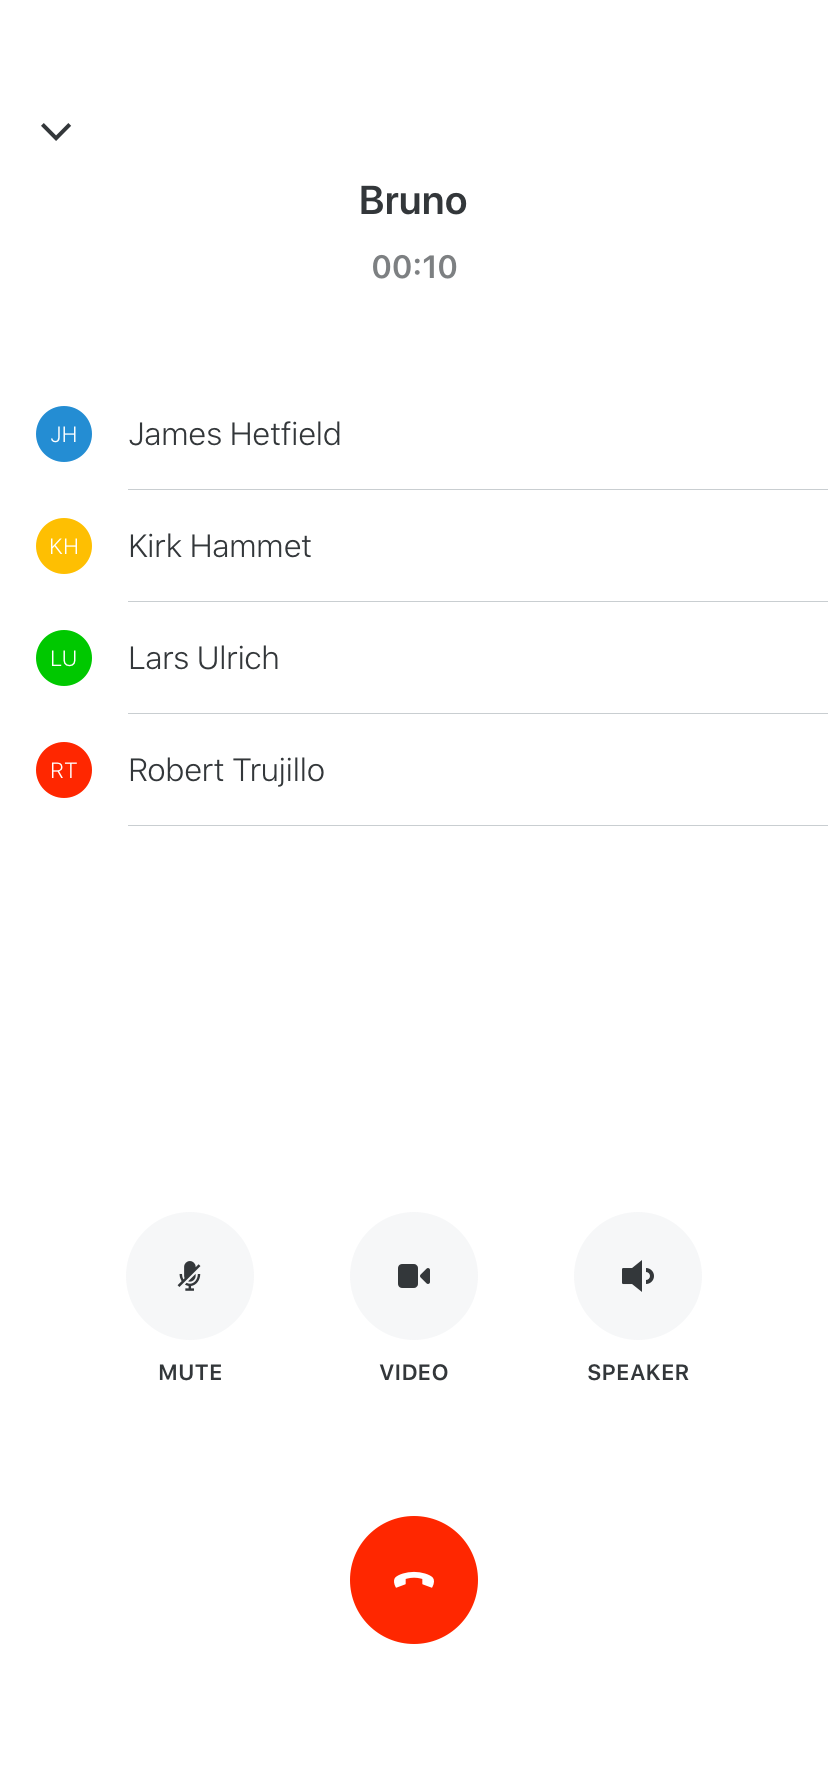 Bruno
00:10
JH James Hetfield
KH Kirk Hammet
LU Lars Ulrich
RT Robert Trujillo
MUTE VIDEO SPEAKER